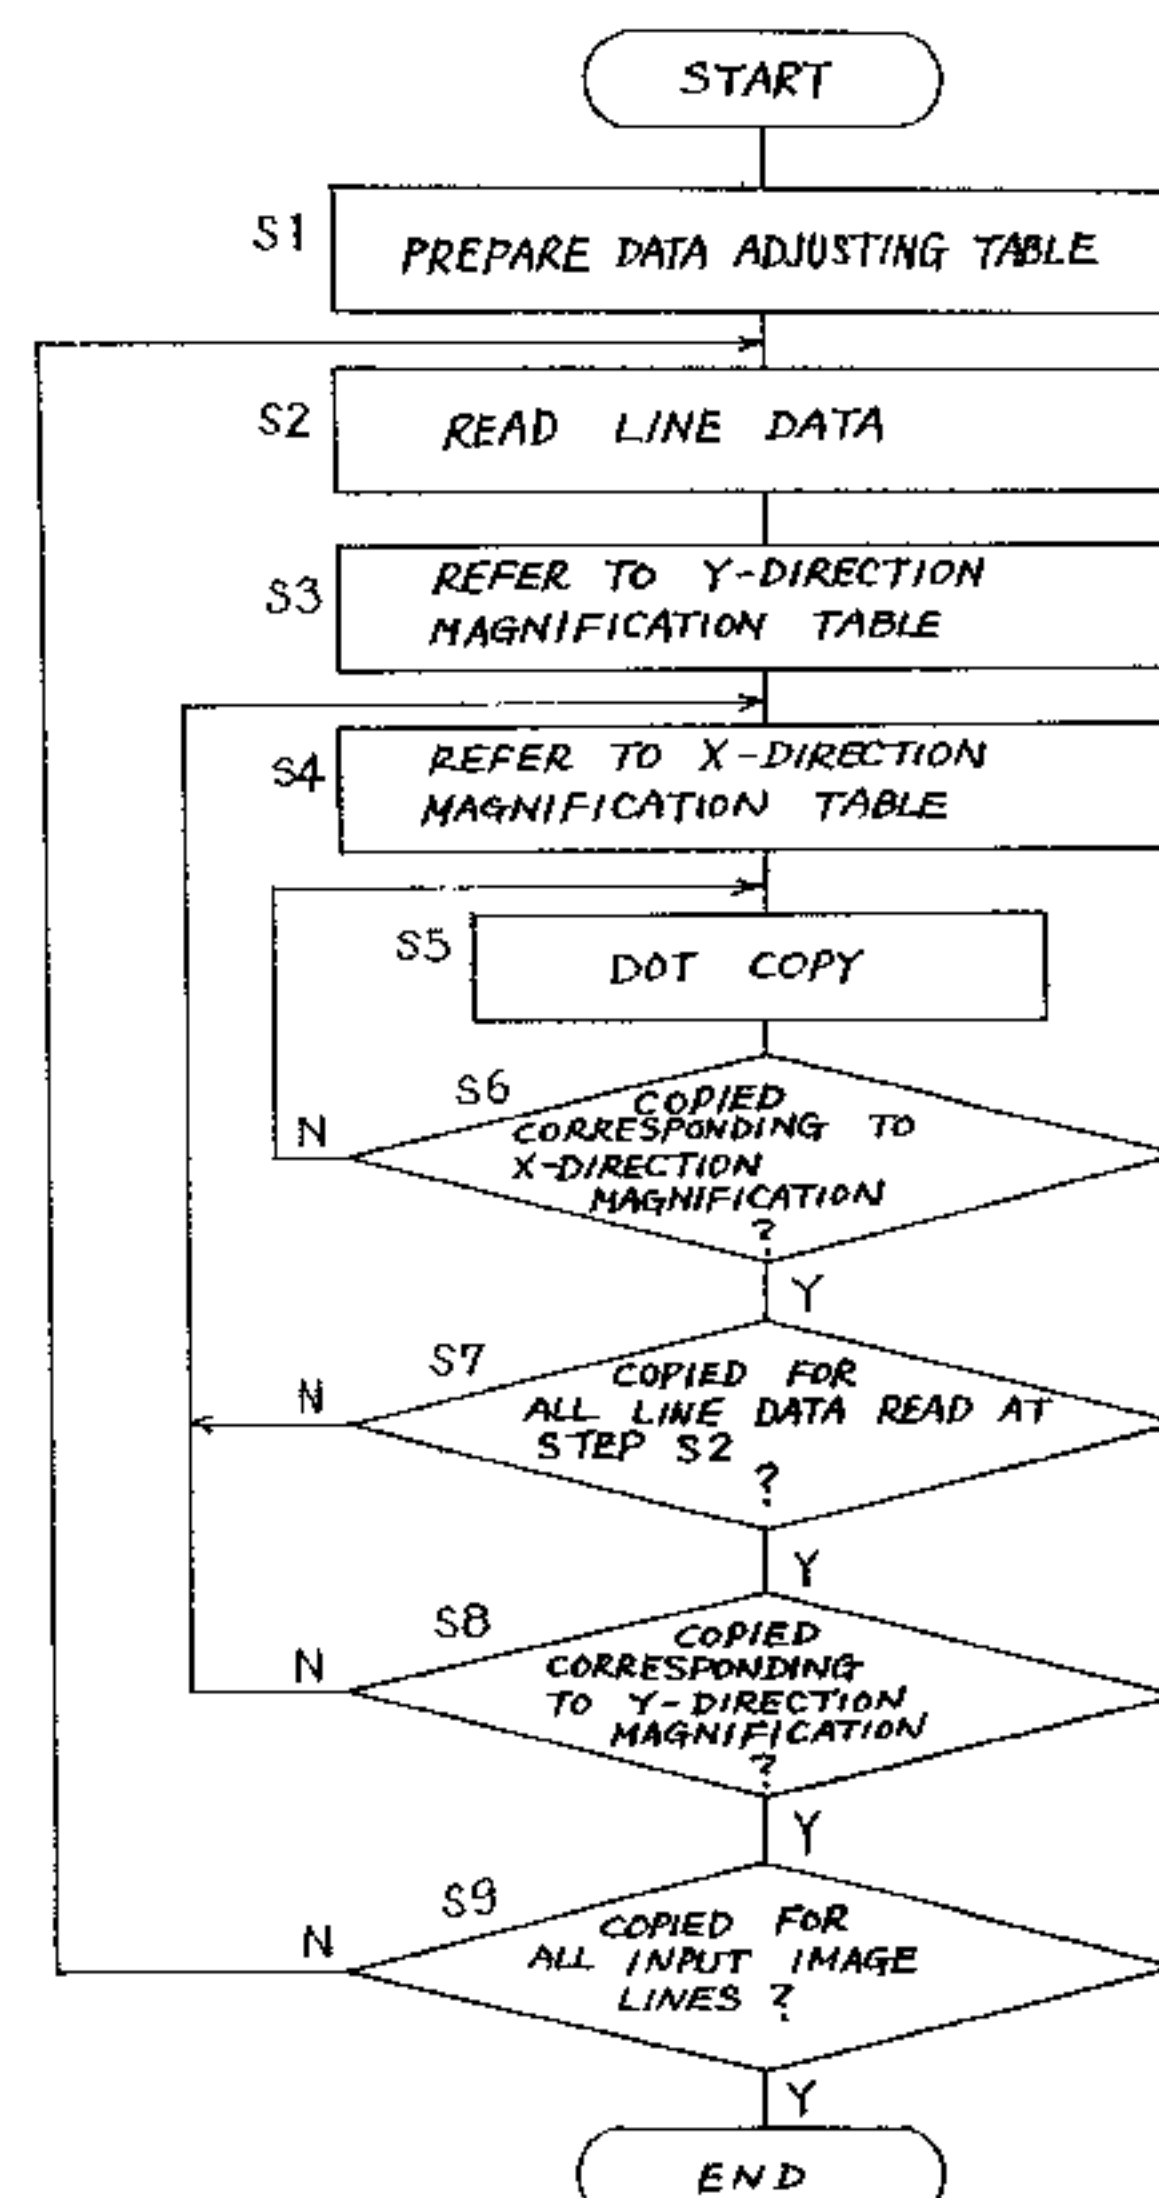 START
S1
PREPARE DATA ADJUSTING TABLE
S2
READ LINE DATA
S3
REFER TO Y-DIRECTION
MAGNIFICATION TABLE
S4
REFER TO X-DIRECTION
MAGNIFICATION TABLE
S5
DOT COPY
S6
COPIED
CORRESPONDING TO
X-DIRECTION
MAGNIFICATION
?
N
Y
S7
COPIED FOR
ALL LINE DATA READ AT
STEP S2
?
N
Y
S8
COPIED
CORRESPONDING
TO Y-DIRECTION
MAGNIFICATION
?
N
Y
S9
COPIED FOR
ALL INPUT IMAGE
LINES ?
N
Y
END